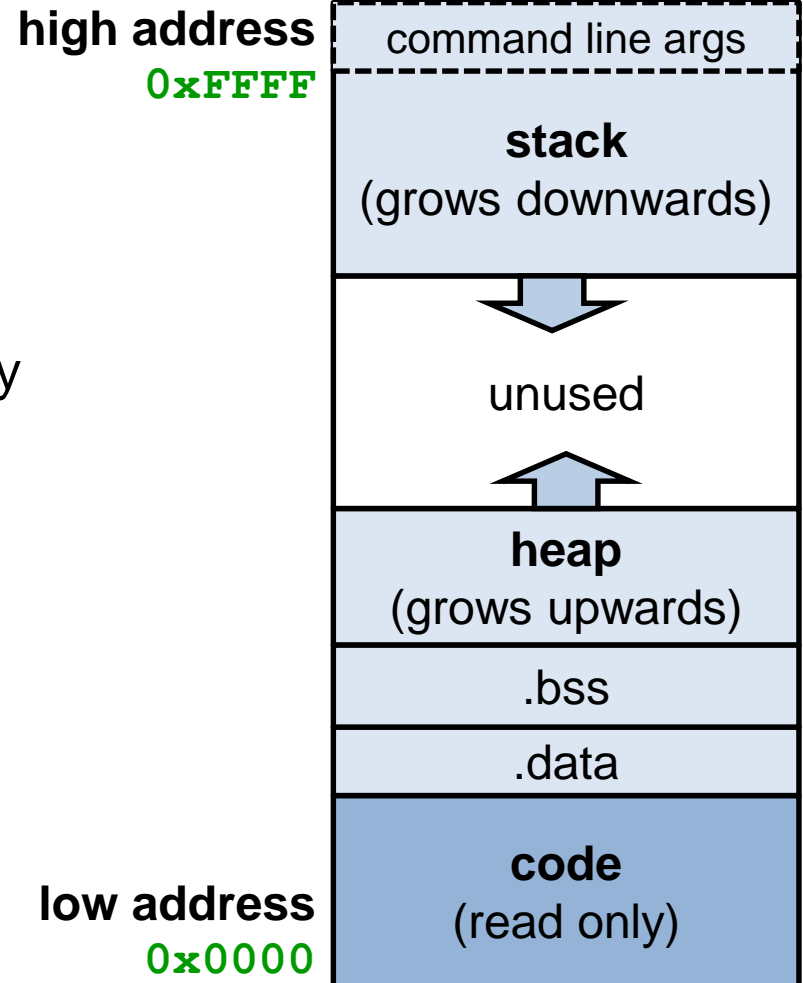 high address
0xFFFF
command line args
stack
(grows downwards)
y
unused
heap
(grows upwards)
.bss
.data
code
(read only)
low address
0x0000